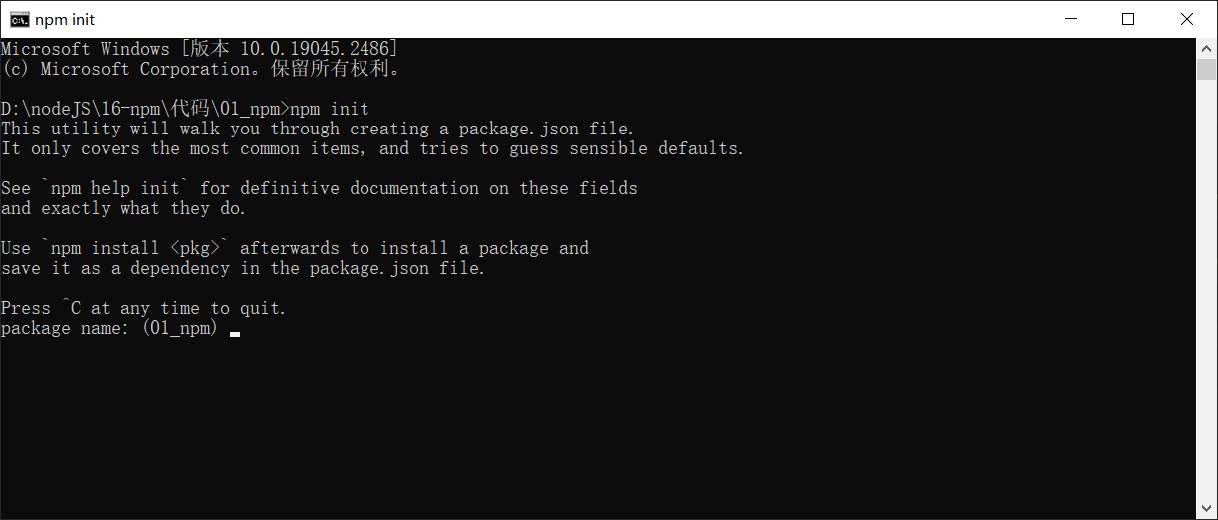 npm init
Microsoft Windows [版本 10.0.19045.2486]
(c) Microsoft Corporation。保留所有权利。
D:\nodeJS\16-npm\代码\01_npm>npm init
This utility will walk you through creating a package.json file.
It only covers the most common items, and tries to guess sensible defaults.
See `npm help init` for definitive documentation on these fields
and exactly what they do.
Use `npm install <pkg>` afterwards to install a package and
save it as a dependency in the package.json file.
Press ^C at any time to quit.
package name: (01_npm)